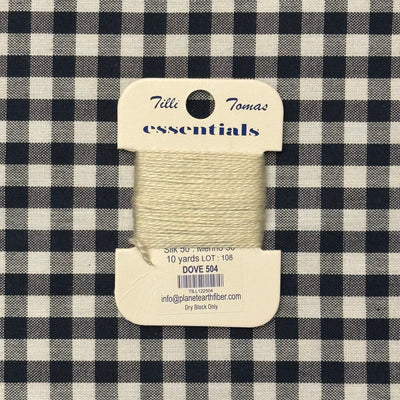 Tilli Tomas
essentials
Silk 50 : Merino 50
10 yards LOT : 108
DOVE 504
TILL122504
info@planetearthfiber.com
Dry Block Only